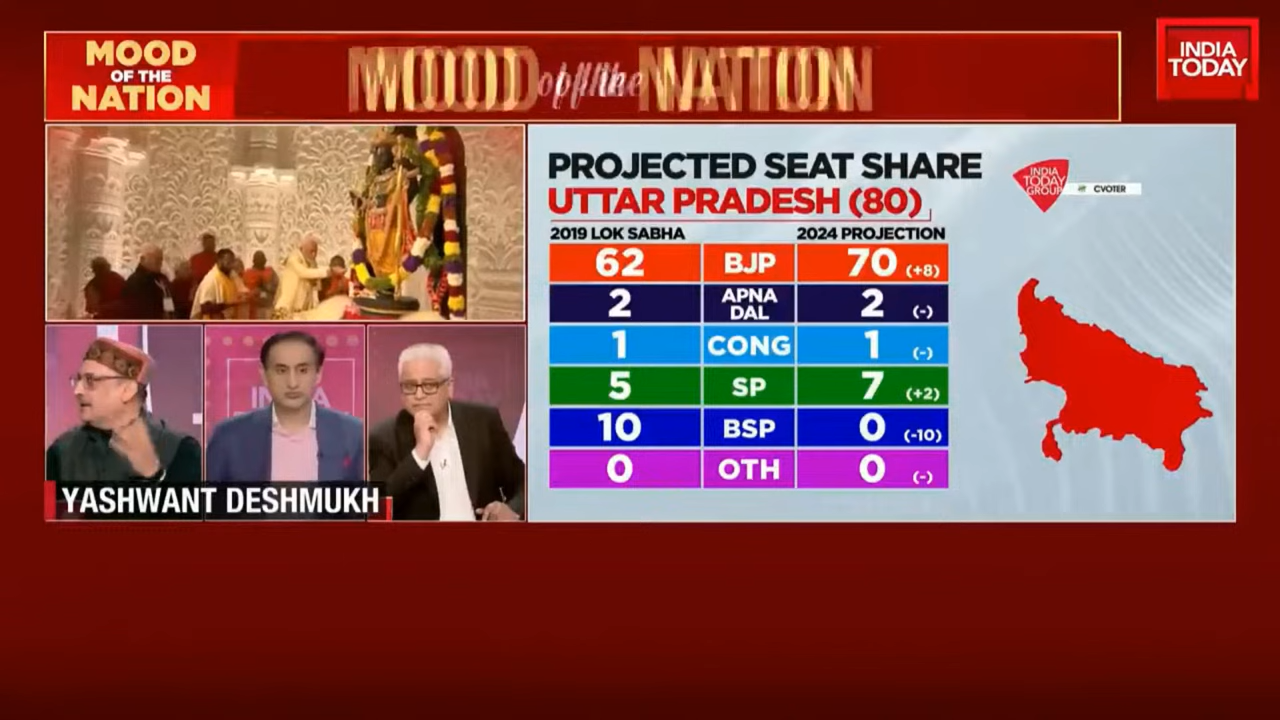 MOOD
OF THE
NATION
MOOD of the NATION
INDIA
TODAY
PROJECTED SEAT SHARE
UTTAR PRADESH (80)
INDIA
TODAY
GROUP
CVOTER
2019 LOK SABHA 2024 PROJECTION
62 BJP 70 (+8)
2 APNA DAL 2 (-)
1 CONG 1 (-)
5 SP 7 (+2)
10 BSP 0 (-10)
0 OTH 0 (-)
INDIA
YASHWANT DESHMUKH